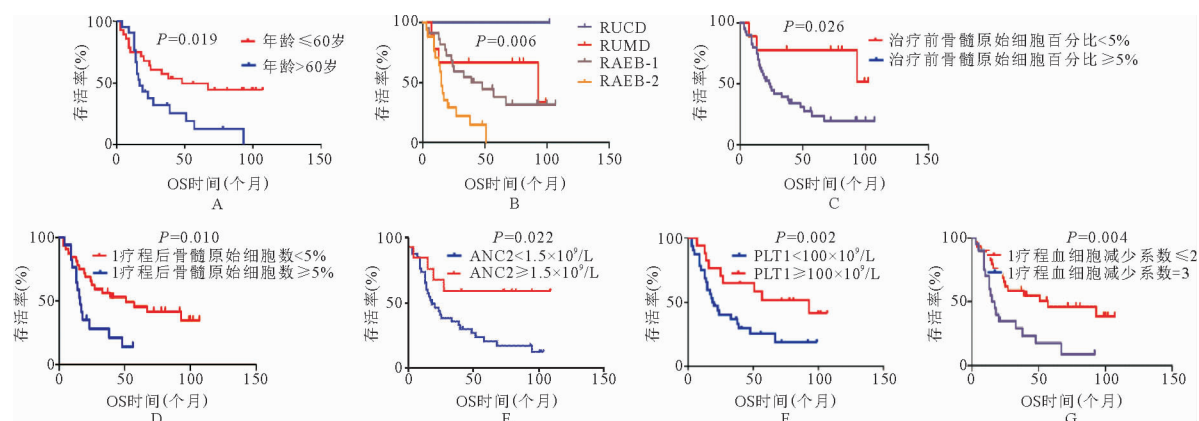 100
50
0
存活率(%)
P=0.019
年龄≤60岁
年龄>60岁
0
50
100
150
OS时间(个月)
A
100
50
0
存活率(%)
P=0.006
RUCD
RUMD
RAEB-1
RAEB-2
0
50
100
150
OS时间(个月)
B
100
50
0
存活率(%)
P=0.026
治疗前骨髓原始细胞百分比<5%
治疗前骨髓原始细胞百分比≥5%
0
50
100
150
OS时间(个月)
C
100
50
0
存活率(%)
P=0.010
1疗程后骨髓原始细胞数<5%
1疗程后骨髓原始细胞数≥5%
0
50
100
150
OS时间(个月)
D
100
50
0
存活率(%)
P=0.022
ANC2<1.5×10⁹/L
ANC2≥1.5×10⁹/L
0
50
100
150
OS时间(个月)
100
50
0
存活率(%)
P=0.002
PLT1<100×10⁹/L
PLT1≥100×10⁹/L
0
50
100
150
OS时间(个月)
100
50
0
存活率(%)
P=0.004
1疗程血细胞减少系数≤2
1疗程血细胞减少系数=3
0
50
100
150
OS时间(个月)
G